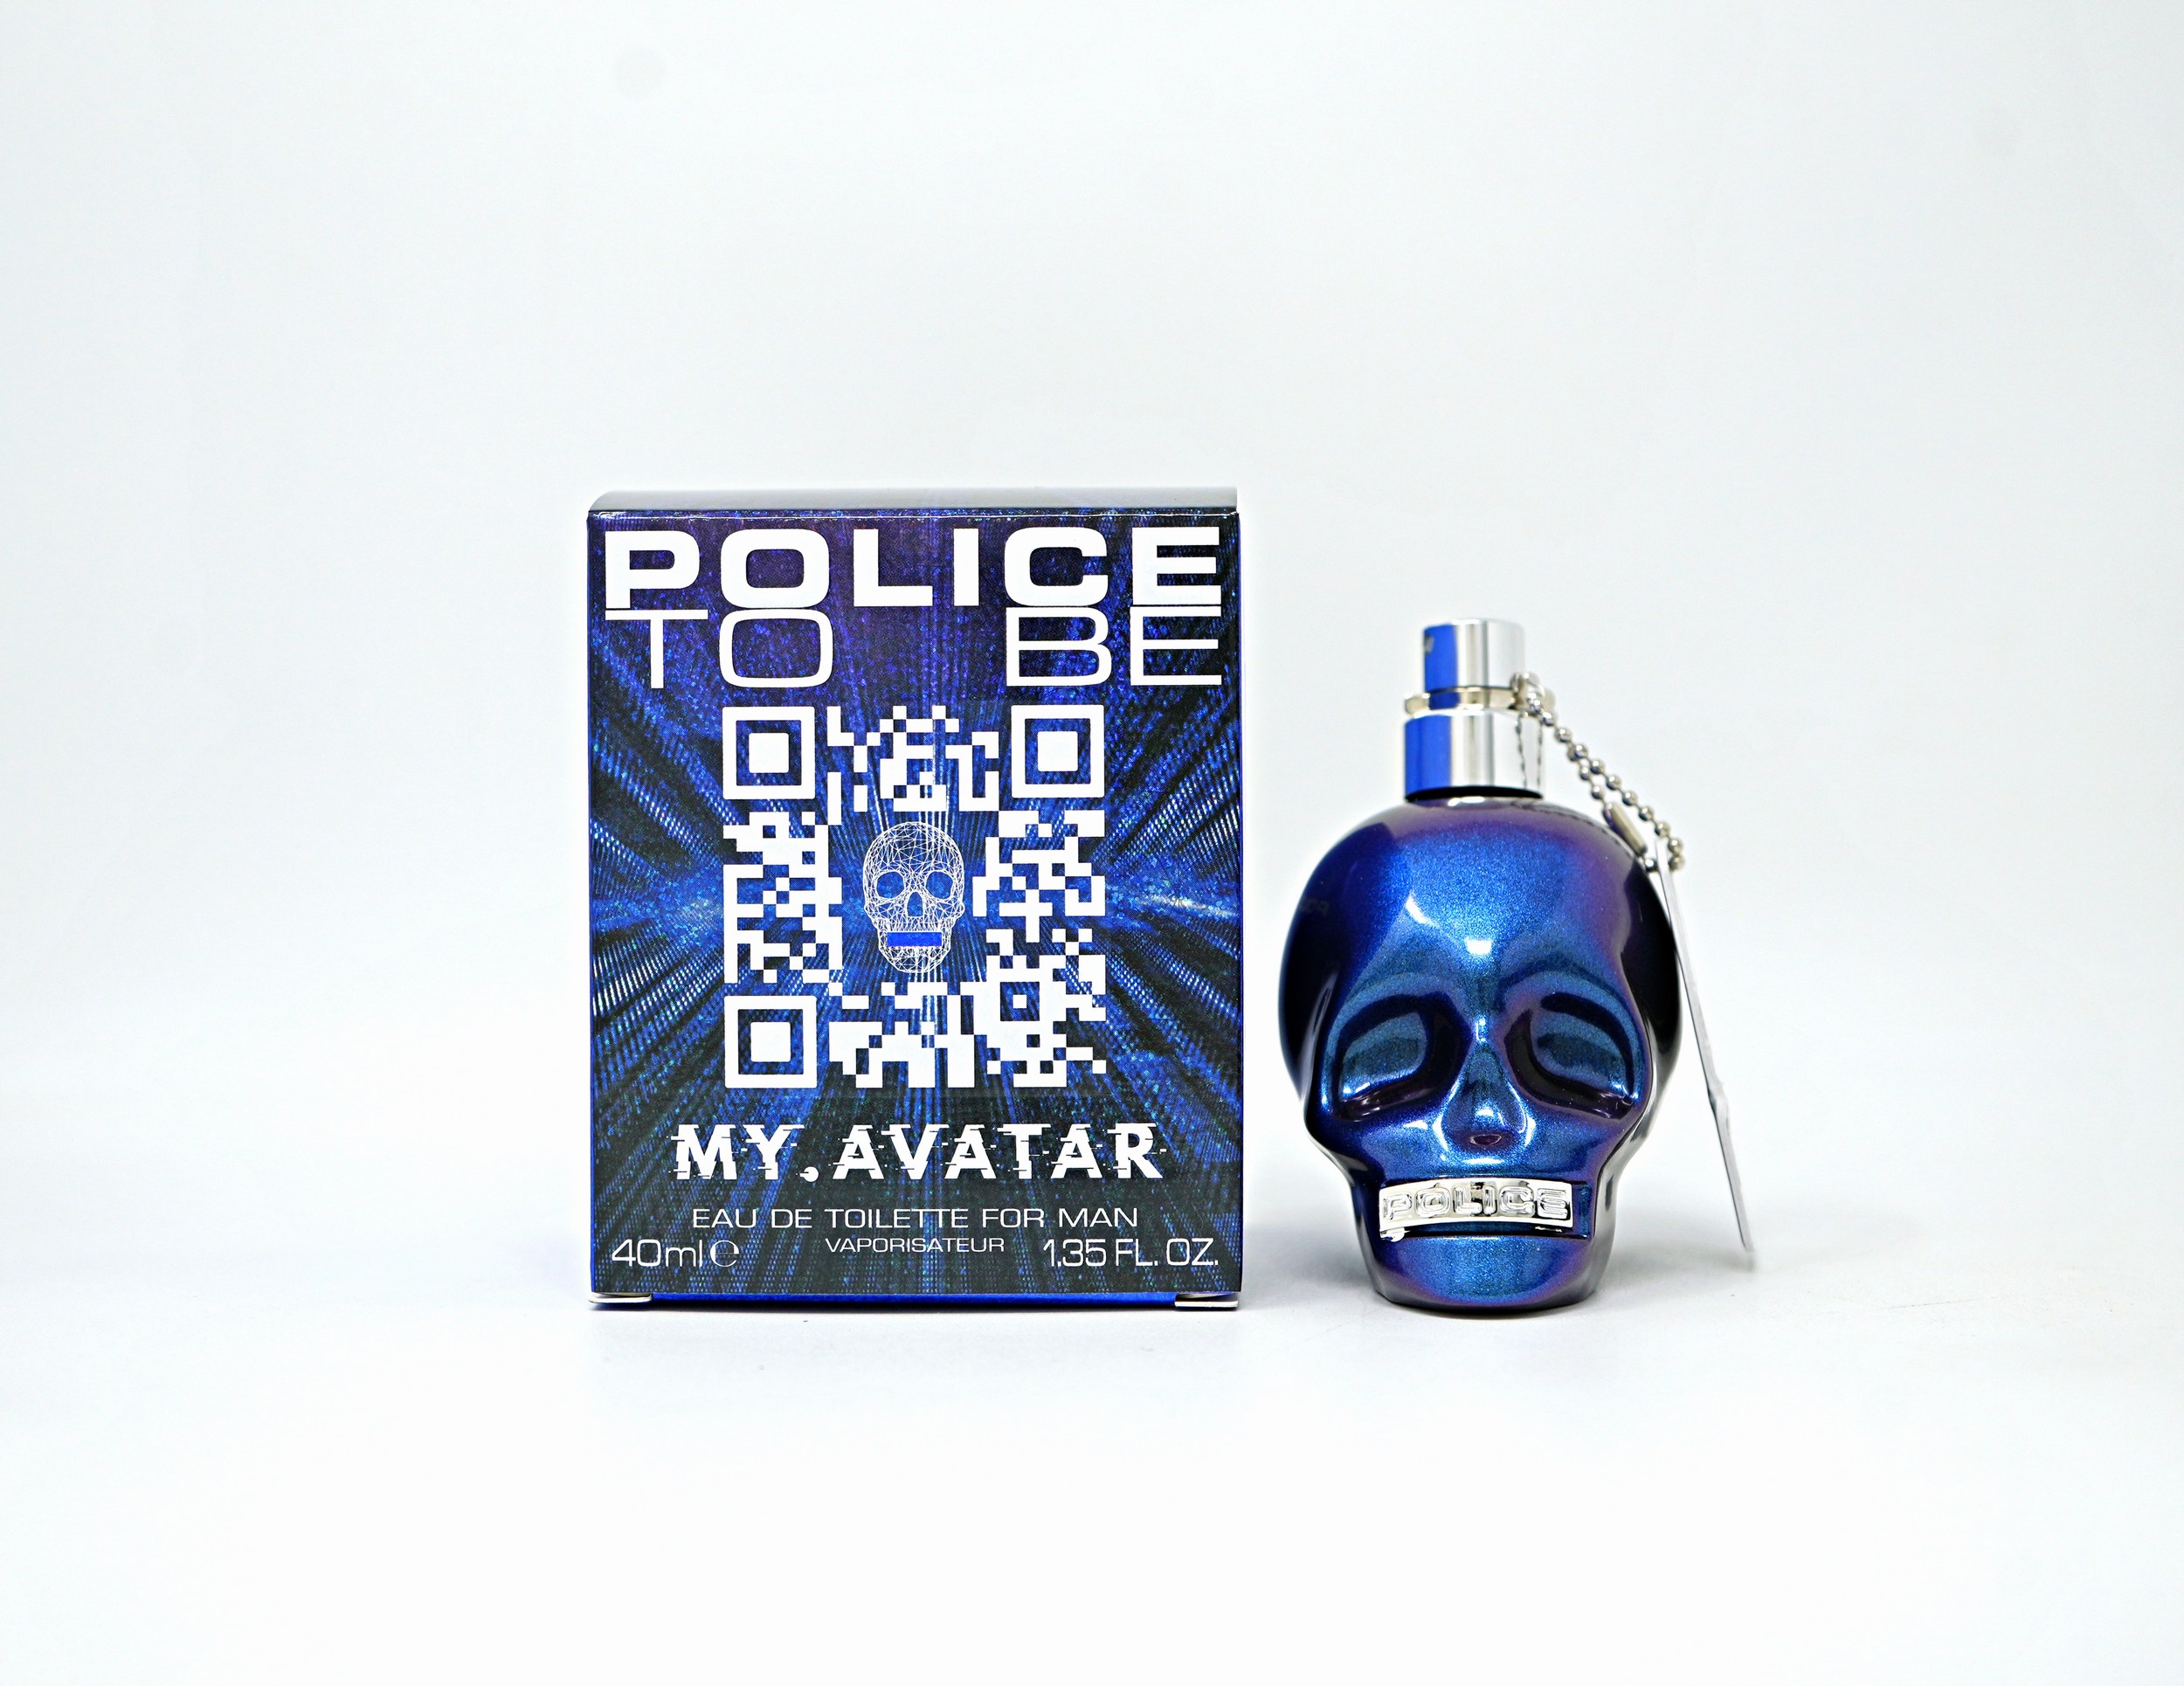 POLICE
TO BE
MY.AVATAR
EAU DE TOILETTE FOR MAN
VAPORISATEUR
40ml e
1.35 FL. OZ.
POLICE